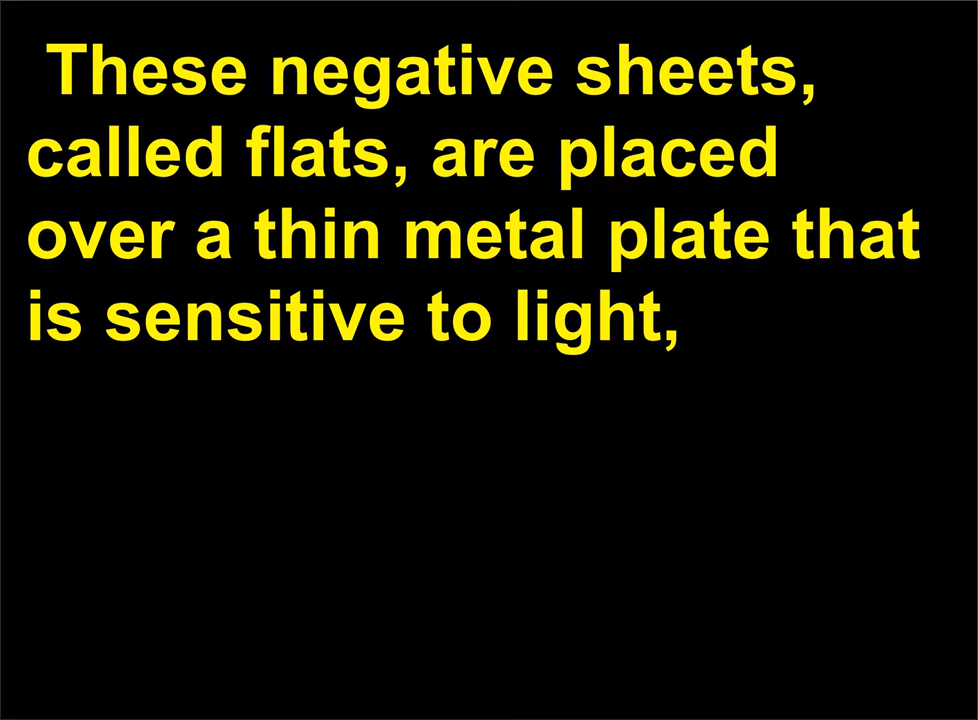 These negative sheets,
called flats, are placed
over a thin metal plate that
is sensitive to light,